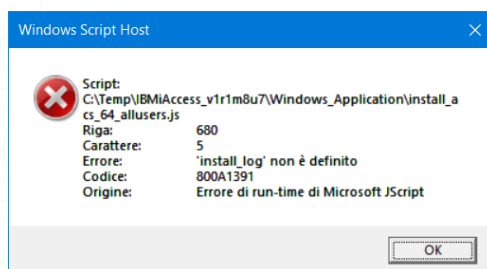 Windows Script Host
Script:
C:\Temp\IBMiAccess_v1r1m8u7\Windows_Application\install_a
cs_64_allusers.js
Riga: 680
Carattere: 5
Errore: 'install_log' non è definito
Codice: 800A1391
Origine: Errore di run-time di Microsoft JScript
OK